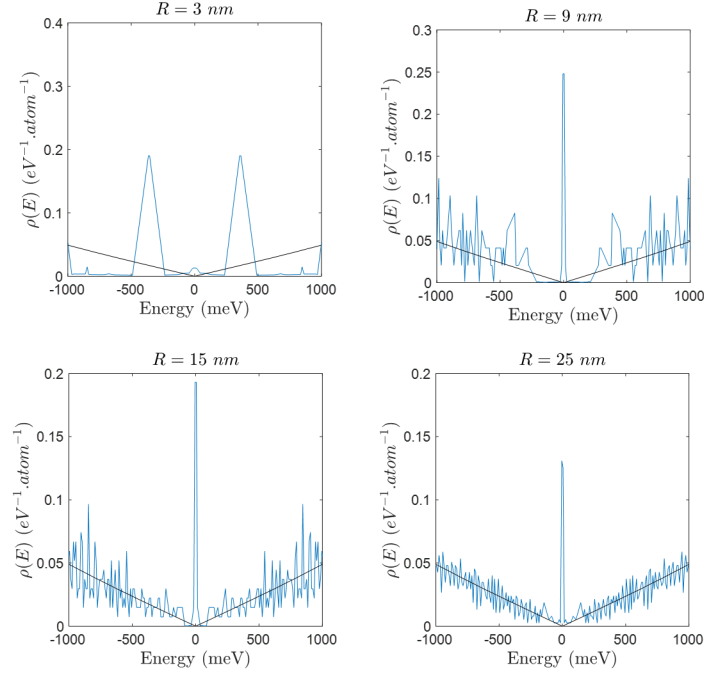 R = 3 nm
0.4
0.3
0.2
0.1
0
ρ(E) (eV⁻¹.atom⁻¹)
-1000 -500 0 500 1000
Energy (meV)
R = 9 nm
0.3
0.25
0.2
0.15
0.1
0.05
0
ρ(E) (eV⁻¹.atom⁻¹)
-1000 -500 0 500 1000
Energy (meV)
R = 15 nm
0.2
0.15
0.1
0.05
0
ρ(E) (eV⁻¹.atom⁻¹)
-1000 -500 0 500 1000
Energy (meV)
R = 25 nm
0.2
0.15
0.1
0.05
0
ρ(E) (eV⁻¹.atom⁻¹)
-1000 -500 0 500 1000
Energy (meV)